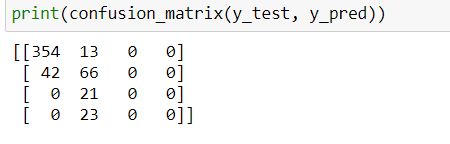 print(confusion_matrix(y_test, y_pred))
[[354  13   0   0]
 [ 42  66   0   0]
 [  0  21   0   0]
 [  0  23   0   0]]